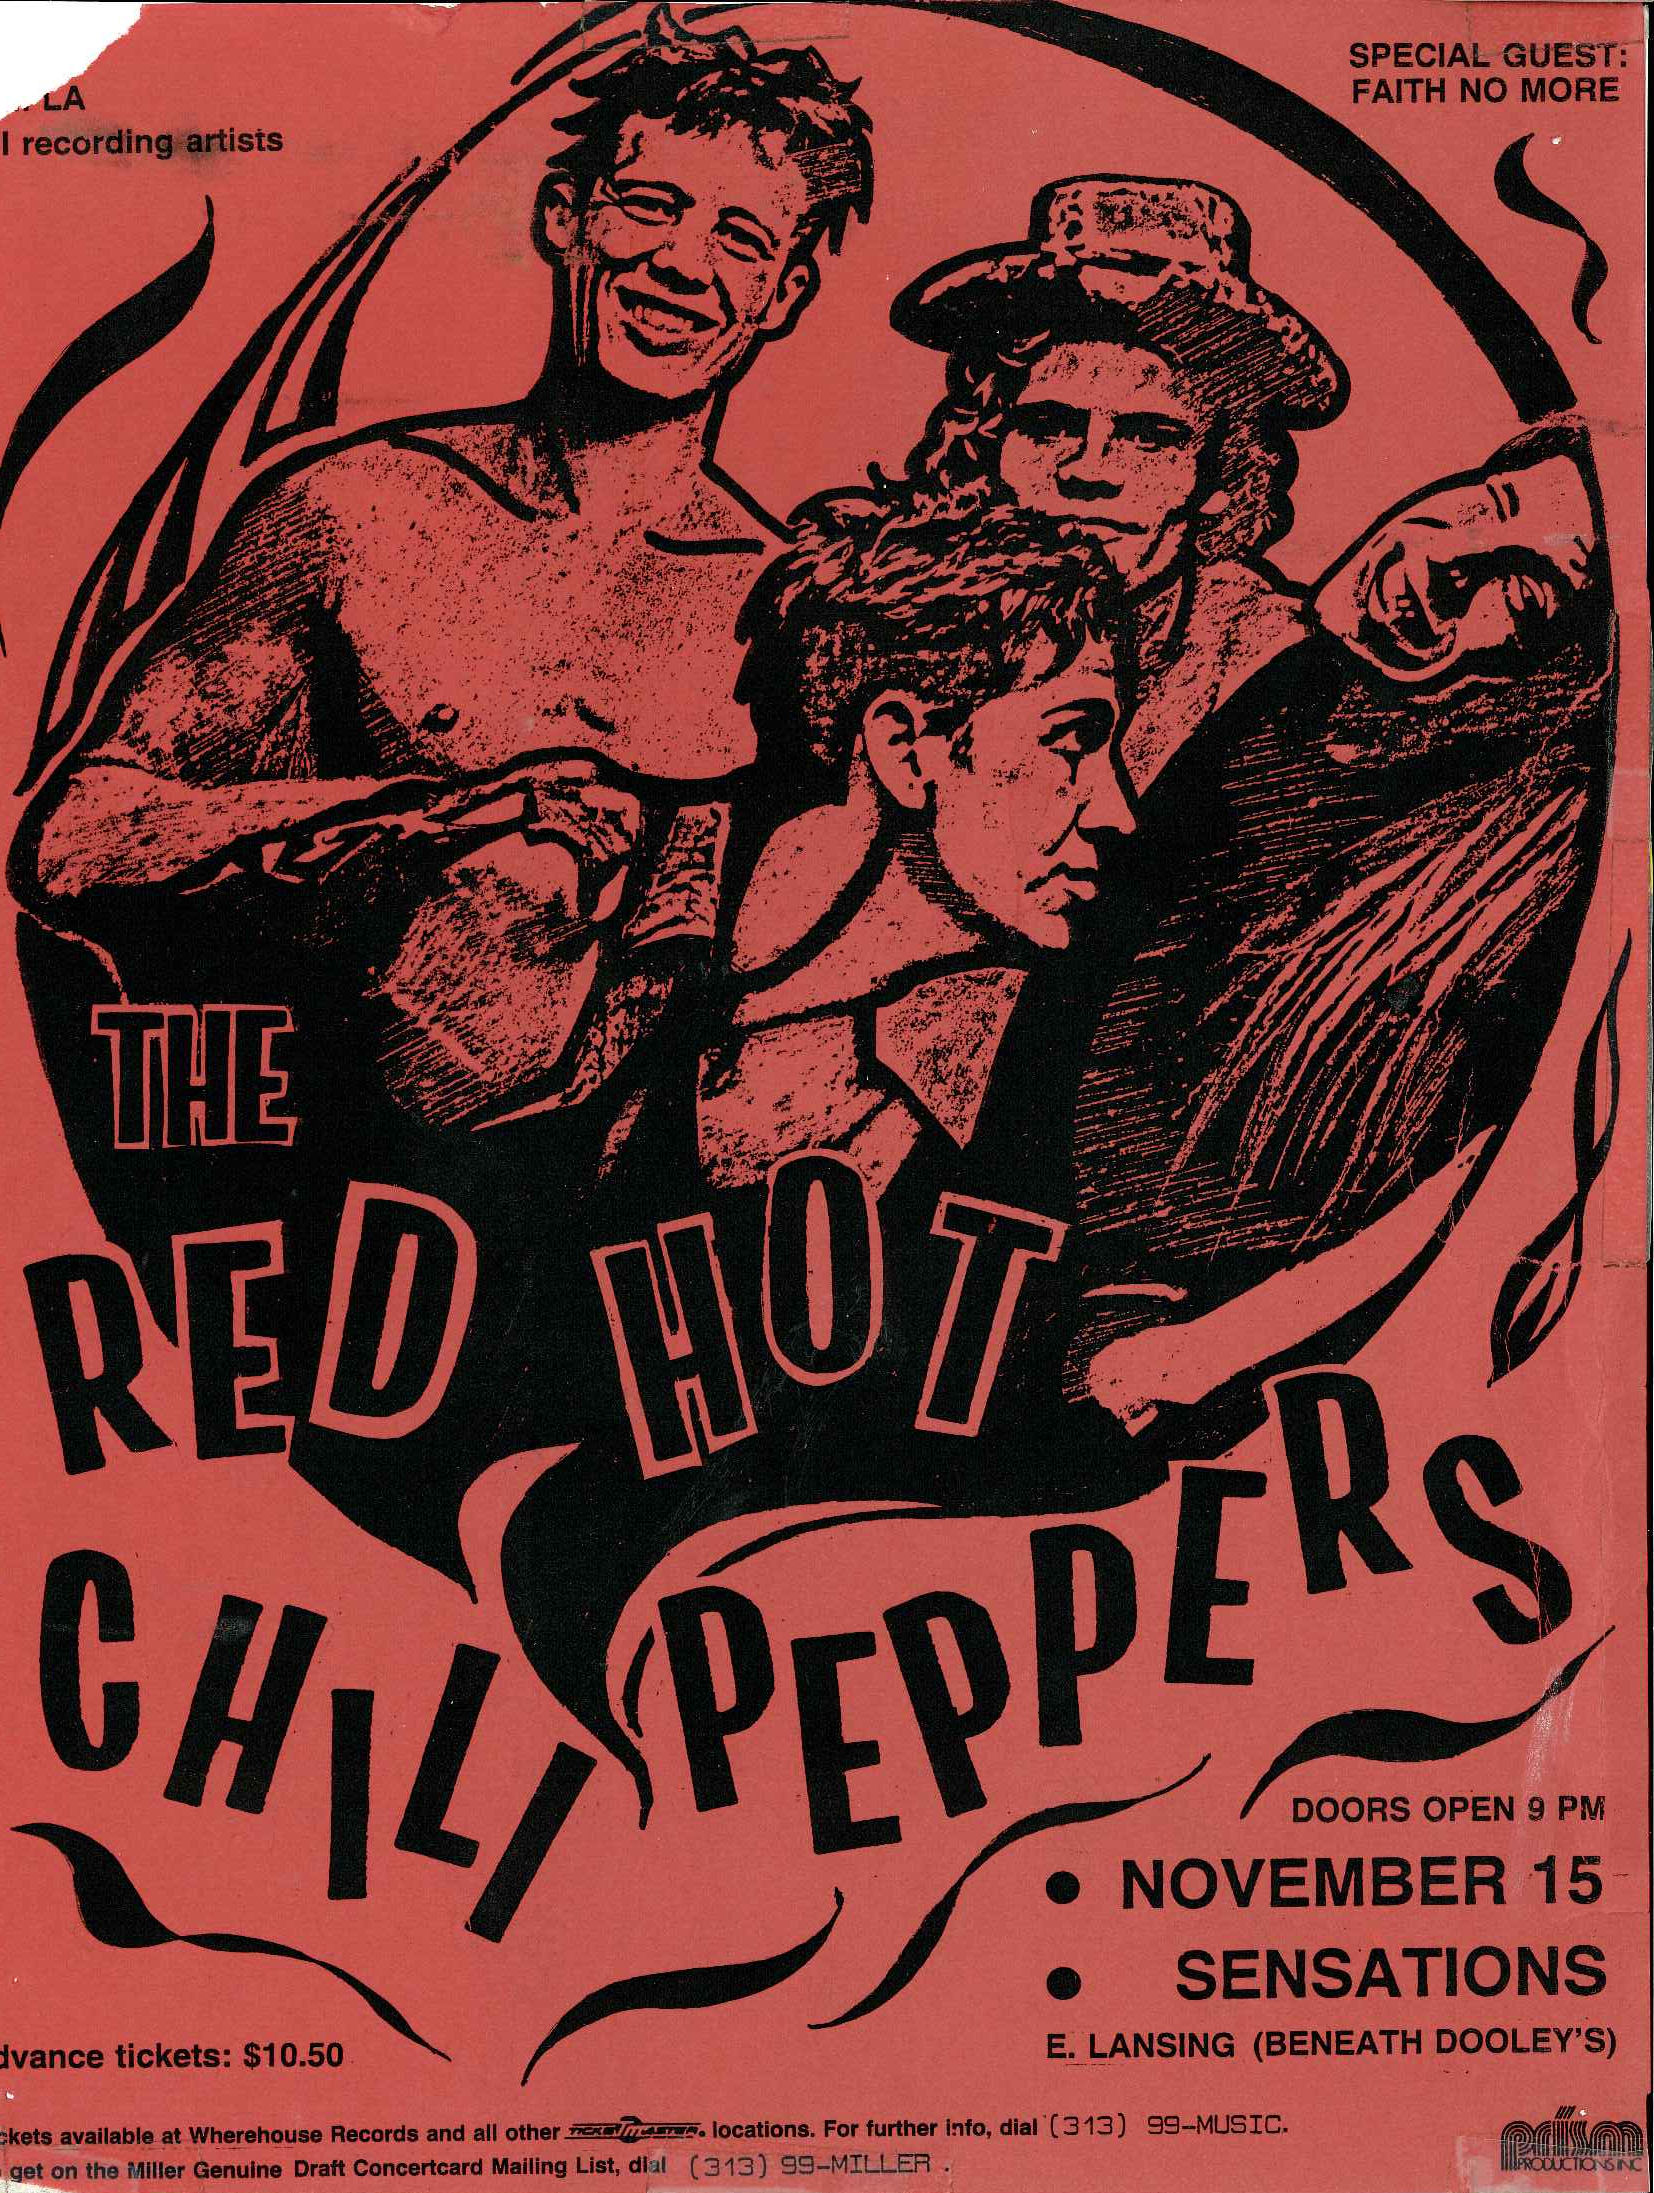 LA
l recording artists
SPECIAL GUEST:
FAITH NO MORE
THE
RED HOT
CHILI PEPPERS
DOORS OPEN 9 PM
• NOVEMBER 15
• SENSATIONS
E. LANSING (BENEATH DOOLEY'S)
dvance tickets: $10.50
ckets available at Wherehouse Records and all other TICKETMASTER. locations. For further info, dial (313) 99-MUSIC.
get on the Miller Genuine Draft Concertcard Mailing List, dial (313) 99-MILLER .
PRODUCTIONS INC